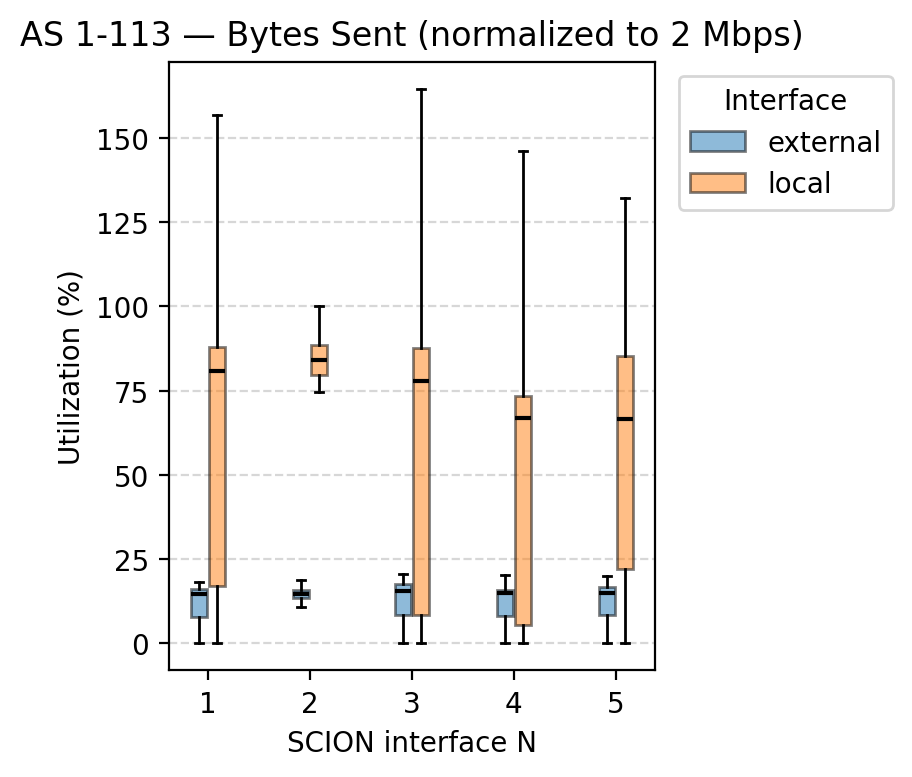 AS 1-113 — Bytes Sent (normalized to 2 Mbps)
Interface
external
local
Utilization (%)
150
125
100
75
50
25
0
1 2 3 4 5
SCION interface N